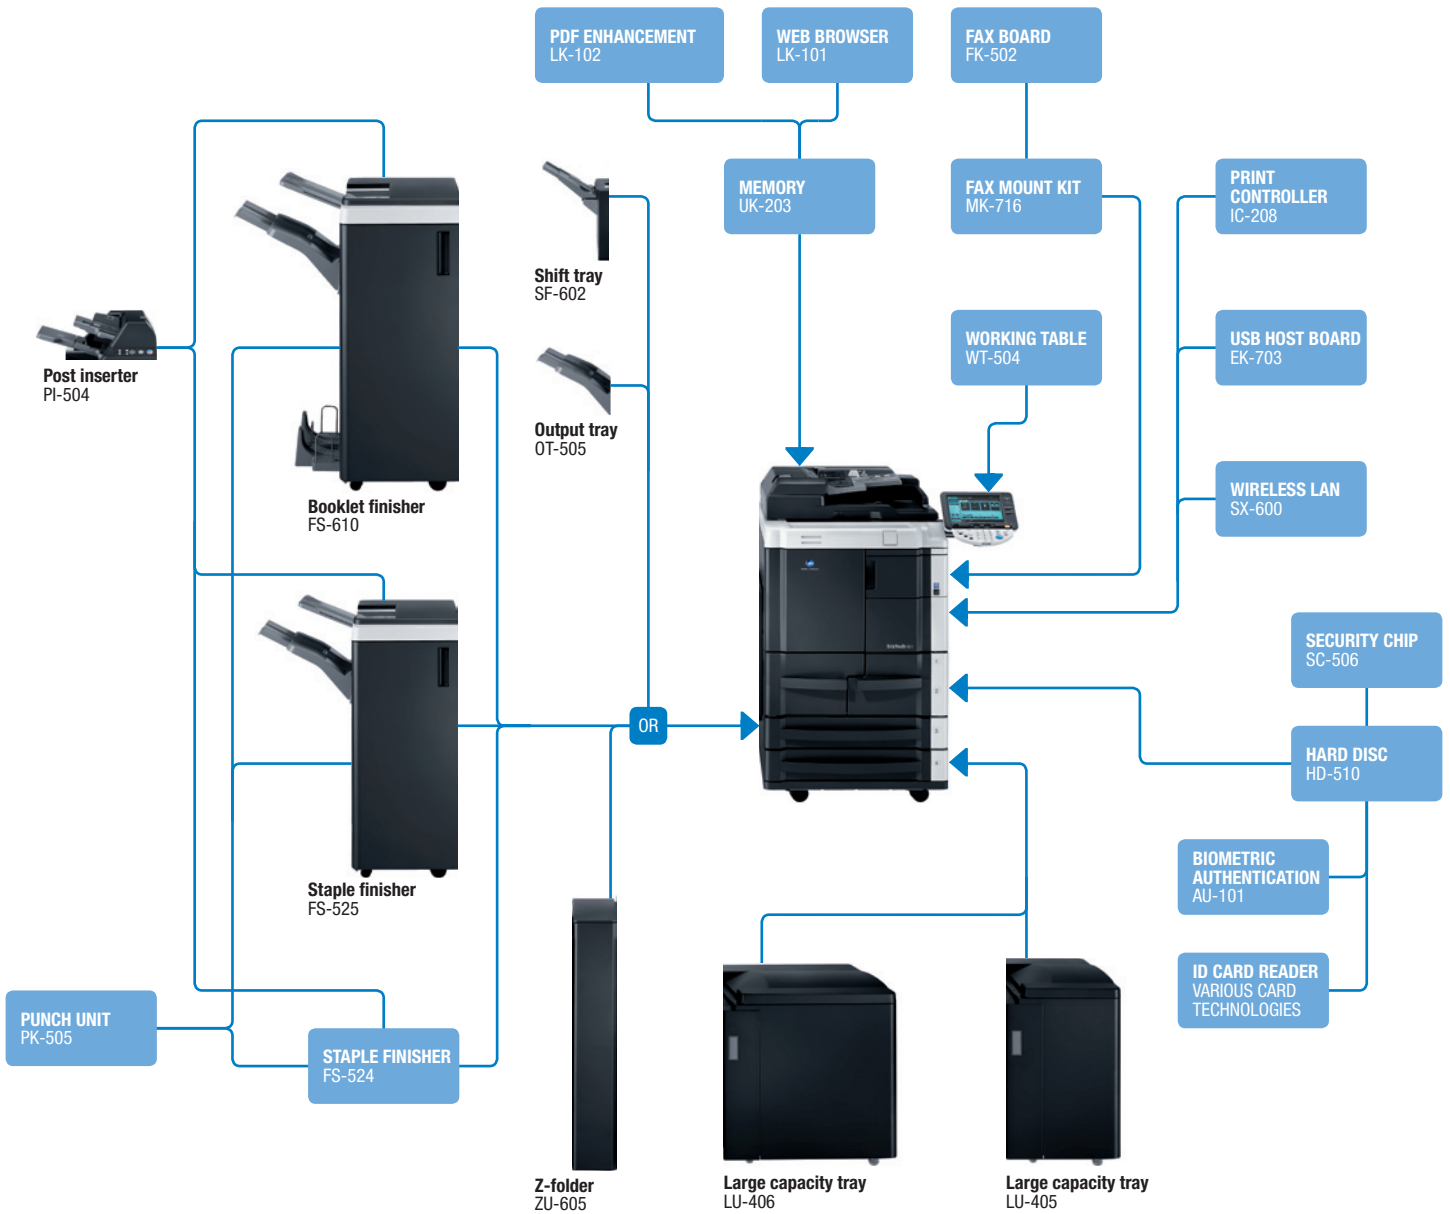 PDF ENHANCEMENT
LK-102
WEB BROWSER
LK-101
FAX BOARD
FK-502
MEMORY
UK-203
FAX MOUNT KIT
MK-716
PRINT
CONTROLLER
IC-208
Shift tray
SF-602
Post inserter
PI-504
WORKING TABLE
WT-504
USB HOST BOARD
EK-703
Output tray
OT-505
Booklet finisher
FS-610
WIRELESS LAN
SX-600
SECURITY CHIP
SC-506
OR
HARD DISC
HD-510
Staple finisher
FS-525
BIOMETRIC
AUTHENTICATION
AU-101
ID CARD READER
VARIOUS CARD
TECHNOLOGIES
PUNCH UNIT
PK-505
STAPLE FINISHER
FS-524
Z-folder
ZU-605
Large capacity tray
LU-406
Large capacity tray
LU-405